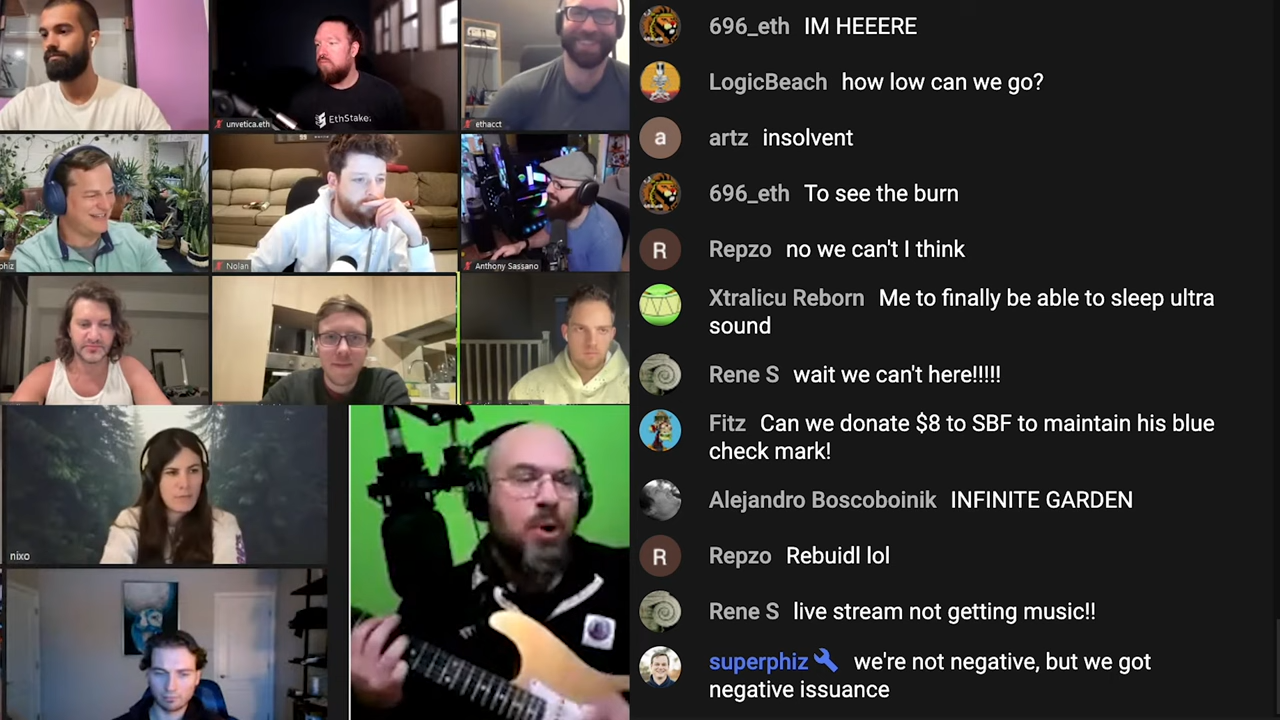 unvetica.eth
EthStake.
ethacct
phiz
Nolan
Anthony Sassano
nixo
696_eth IM HEEERE
LogicBeach how low can we go?
a
artz insolvent
696_eth To see the burn
R
Repzo no we can't I think
Xtralicu Reborn Me to finally be able to sleep ultra
sound
Rene S wait we can't here!!!!!
Fitz Can we donate $8 to SBF to maintain his blue
check mark!
Alejandro Boscoboinik INFINITE GARDEN
R
Repzo Rebuidl lol
Rene S live stream not getting music!!
superphiz we're not negative, but we got
negative issuance